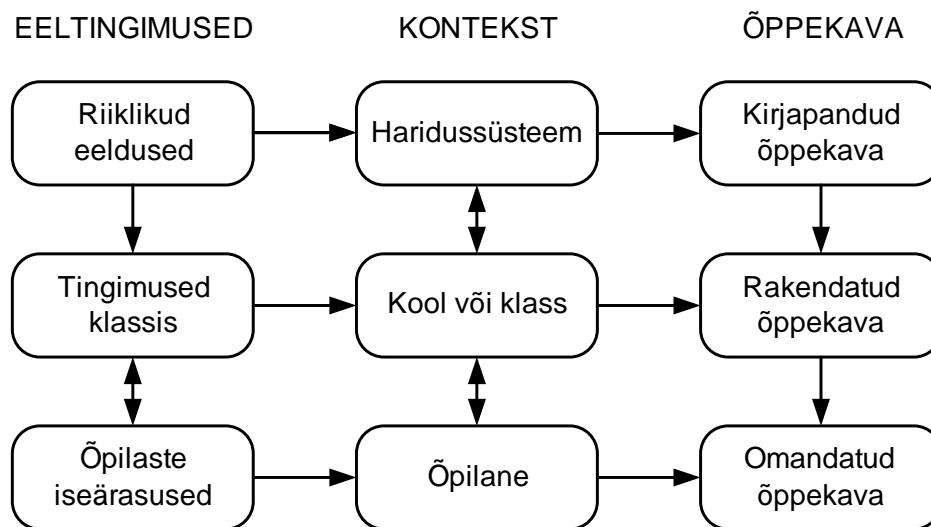 EELTINGIMUSED
KONTEKST
ÕPPEKAVA
Riiklikud
eeldused
Haridussüsteem
Kirjapandud
õppekava
Tingimused
klassis
Kool või klass
Rakendatud
õppekava
Õpilaste
iseärasused
Õpilane
Omandatud
õppekava